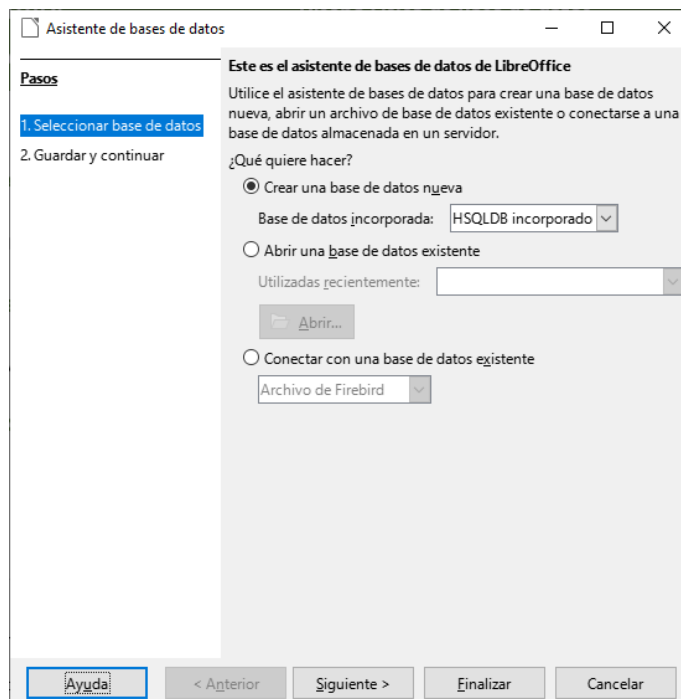 Asistente de bases de datos
Pasos
1. Seleccionar base de datos
2. Guardar y continuar
Este es el asistente de bases de datos de LibreOffice
Utilice el asistente de bases de datos para crear una base de datos
nueva, abrir un archivo de base de datos existente o conectarse a una
base de datos almacenada en un servidor.
¿Qué quiere hacer?
Crear una base de datos nueva
Base de datos incorporada: HSQLDB incorporado
Abrir una base de datos existente
Utilizadas recientemente:
Abrir...
Conectar con una base de datos existente
Archivo de Firebird
Ayuda < Anterior Siguiente > Finalizar Cancelar